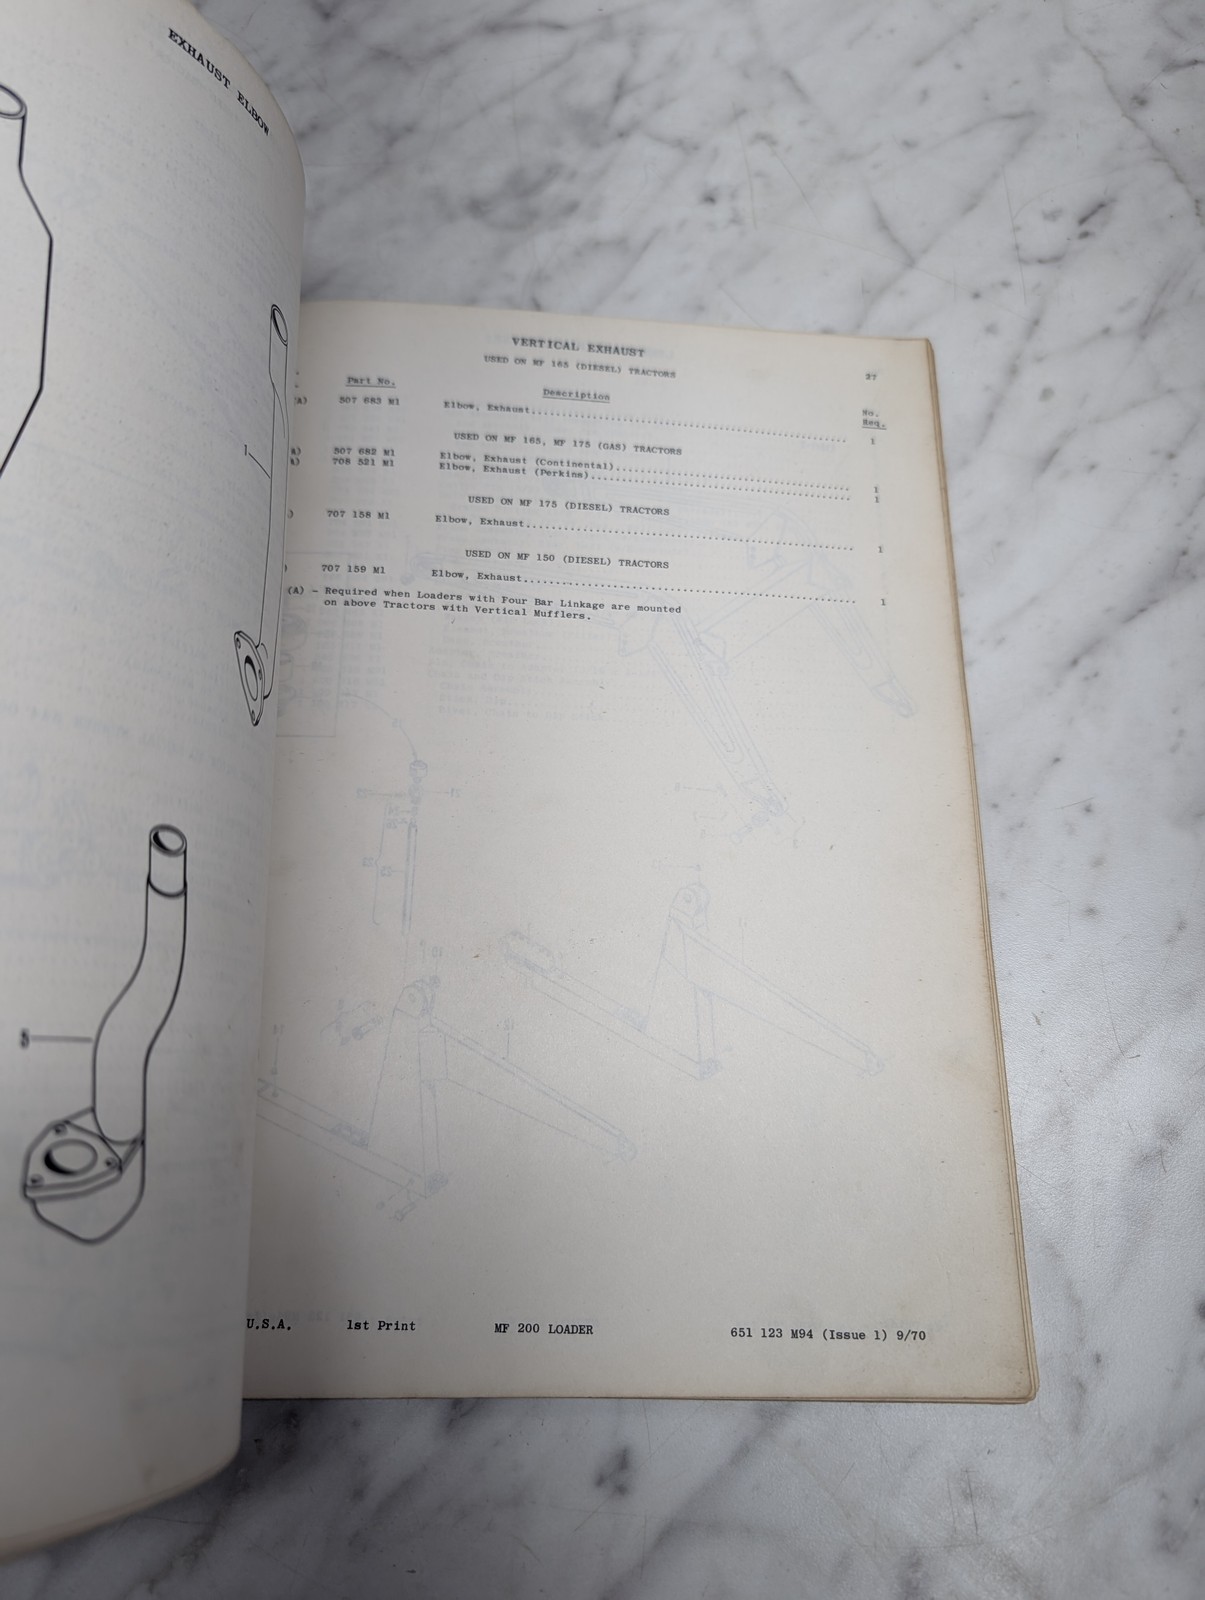 EXHAUST ELBOW
1
5
VERTICAL EXHAUST
USED ON MF 165 (DIESEL) TRACTORS
27
Part No. Description No. Req.
A) 507 683 M1 Elbow, Exhaust 1
USED ON MF 165, MF 175 (GAS) TRACTORS
A) 507 682 M1 Elbow, Exhaust (Continental) 1
A) 708 521 M1 Elbow, Exhaust (Perkins) 1
USED ON MF 175 (DIESEL) TRACTORS
) 707 158 M1 Elbow, Exhaust 1
USED ON MF 150 (DIESEL) TRACTORS
) 707 159 M1 Elbow, Exhaust 1
(A) - Required when Loaders with Four Bar Linkage are mounted
on above Tractors with Vertical Mufflers.
U.S.A. 1st Print MF 200 LOADER 651 123 M94 (Issue 1) 9/70